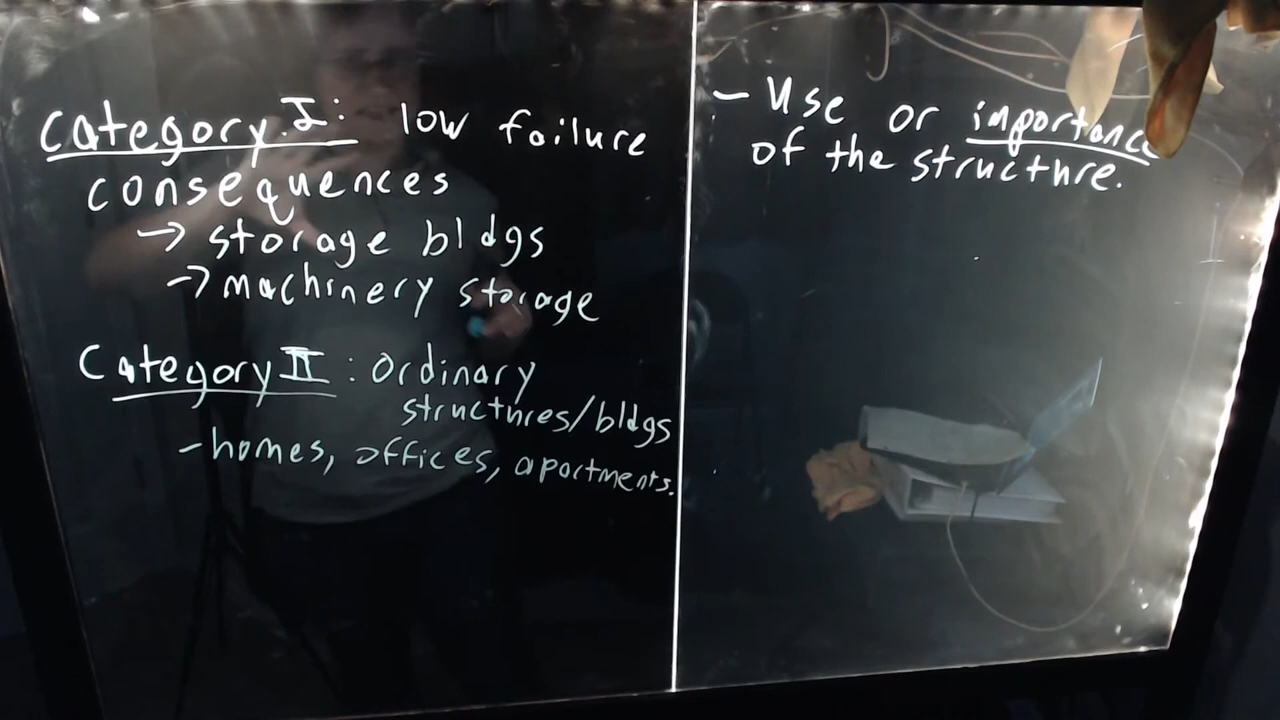 Category I: low failure
consequences
→ storage bldgs
→ machinery storage
Category II : Ordinary
structures/bldgs
- homes, offices, apartments.
- Use or importance
of the structure.